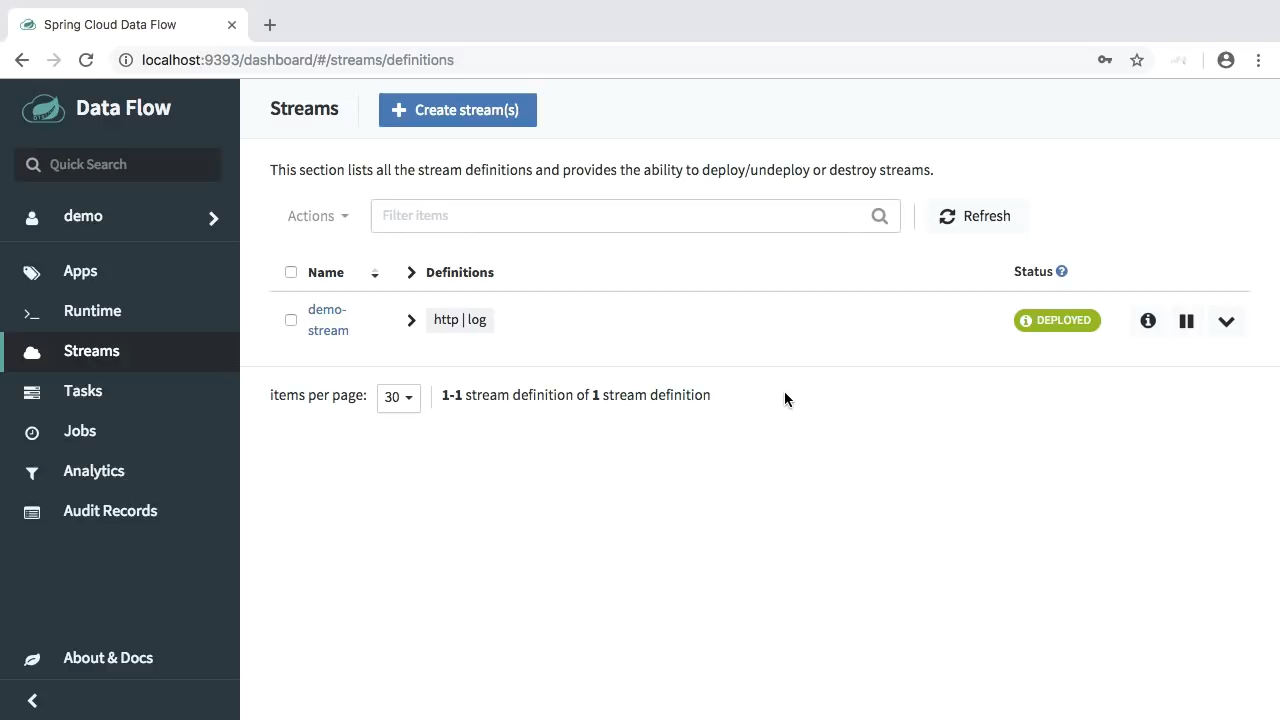 Spring Cloud Data Flow
localhost:9393/dashboard/#/streams/definitions
Data Flow
Quick Search
demo
Apps
Runtime
Streams
Tasks
Jobs
Analytics
Audit Records
About & Docs
Streams
Create stream(s)
This section lists all the stream definitions and provides the ability to deploy/undeploy or destroy streams.
Actions Filter items Refresh
Name Definitions Status
demo-
stream
http | log
DEPLOYED
items per page: 30 1-1 stream definition of 1 stream definition